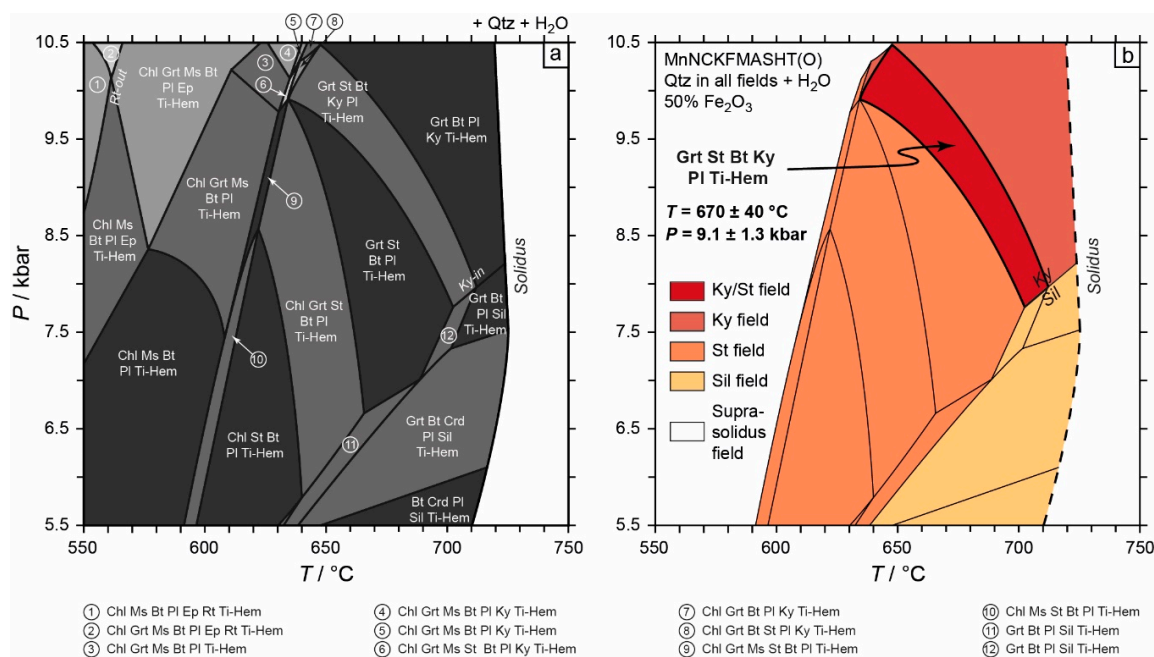 ⑤ ⑦ ⑧ + Qtz + H₂O
10.5
9.5
8.5
7.5
6.5
5.5
P / kbar
550 600 650 700 750
T / °C
a
②
①
Rt-out
Chl Grt Ms Bt
Pl Ep
Ti-Hem
③
④
⑥
Grt St Bt
Ky Pl
Ti-Hem
Grt Bt Pl
Ky Ti-Hem
Chl Grt Ms
Bt Pl
Ti-Hem
⑨
Chl Ms
Bt Pl Ep
Ti-Hem
Grt St
Bt Pl
Ti-Hem
Solidus
Ky-in
Chl Grt St
Bt Pl
Ti-Hem
Grt Bt
Pl Sil
Ti-Hem
⑫
Chl Ms Bt
Pl Ti-Hem
⑩
Chl St Bt
Pl Ti-Hem
⑪
Grt Bt Crd
Pl Sil
Ti-Hem
Bt Crd Pl
Sil Ti-Hem
10.5
9.5
8.5
7.5
6.5
5.5
550 600 650 700 750
T / °C
b
MnNCKFMASHT(O)
Qtz in all fields + H₂O
50% Fe₂O₃
Grt St Bt Ky
Pl Ti-Hem
T = 670 ± 40 °C
P = 9.1 ± 1.3 kbar
Ky
Sil
Solidus
Ky/St field
Ky field
St field
Sil field
Supra-
solidus
field
① Chl Ms Bt Pl Ep Rt Ti-Hem
② Chl Grt Ms Bt Pl Ep Rt Ti-Hem
③ Chl Grt Ms Bt Pl Ti-Hem
④ Chl Grt Ms Bt Pl Ky Ti-Hem
⑤ Chl Grt Ms Bt Pl Ky Ti-Hem
⑥ Chl Grt Ms St Bt Pl Ky Ti-Hem
⑦ Chl Grt Bt Pl Ky Ti-Hem
⑧ Chl Grt Bt St Pl Ky Ti-Hem
⑨ Chl Grt Ms St Bt Pl Ti-Hem
⑩ Chl Ms St Bt Pl Ti-Hem
⑪ Grt Bt Pl Sil Ti-Hem
⑫ Grt Bt Pl Sil Ti-Hem